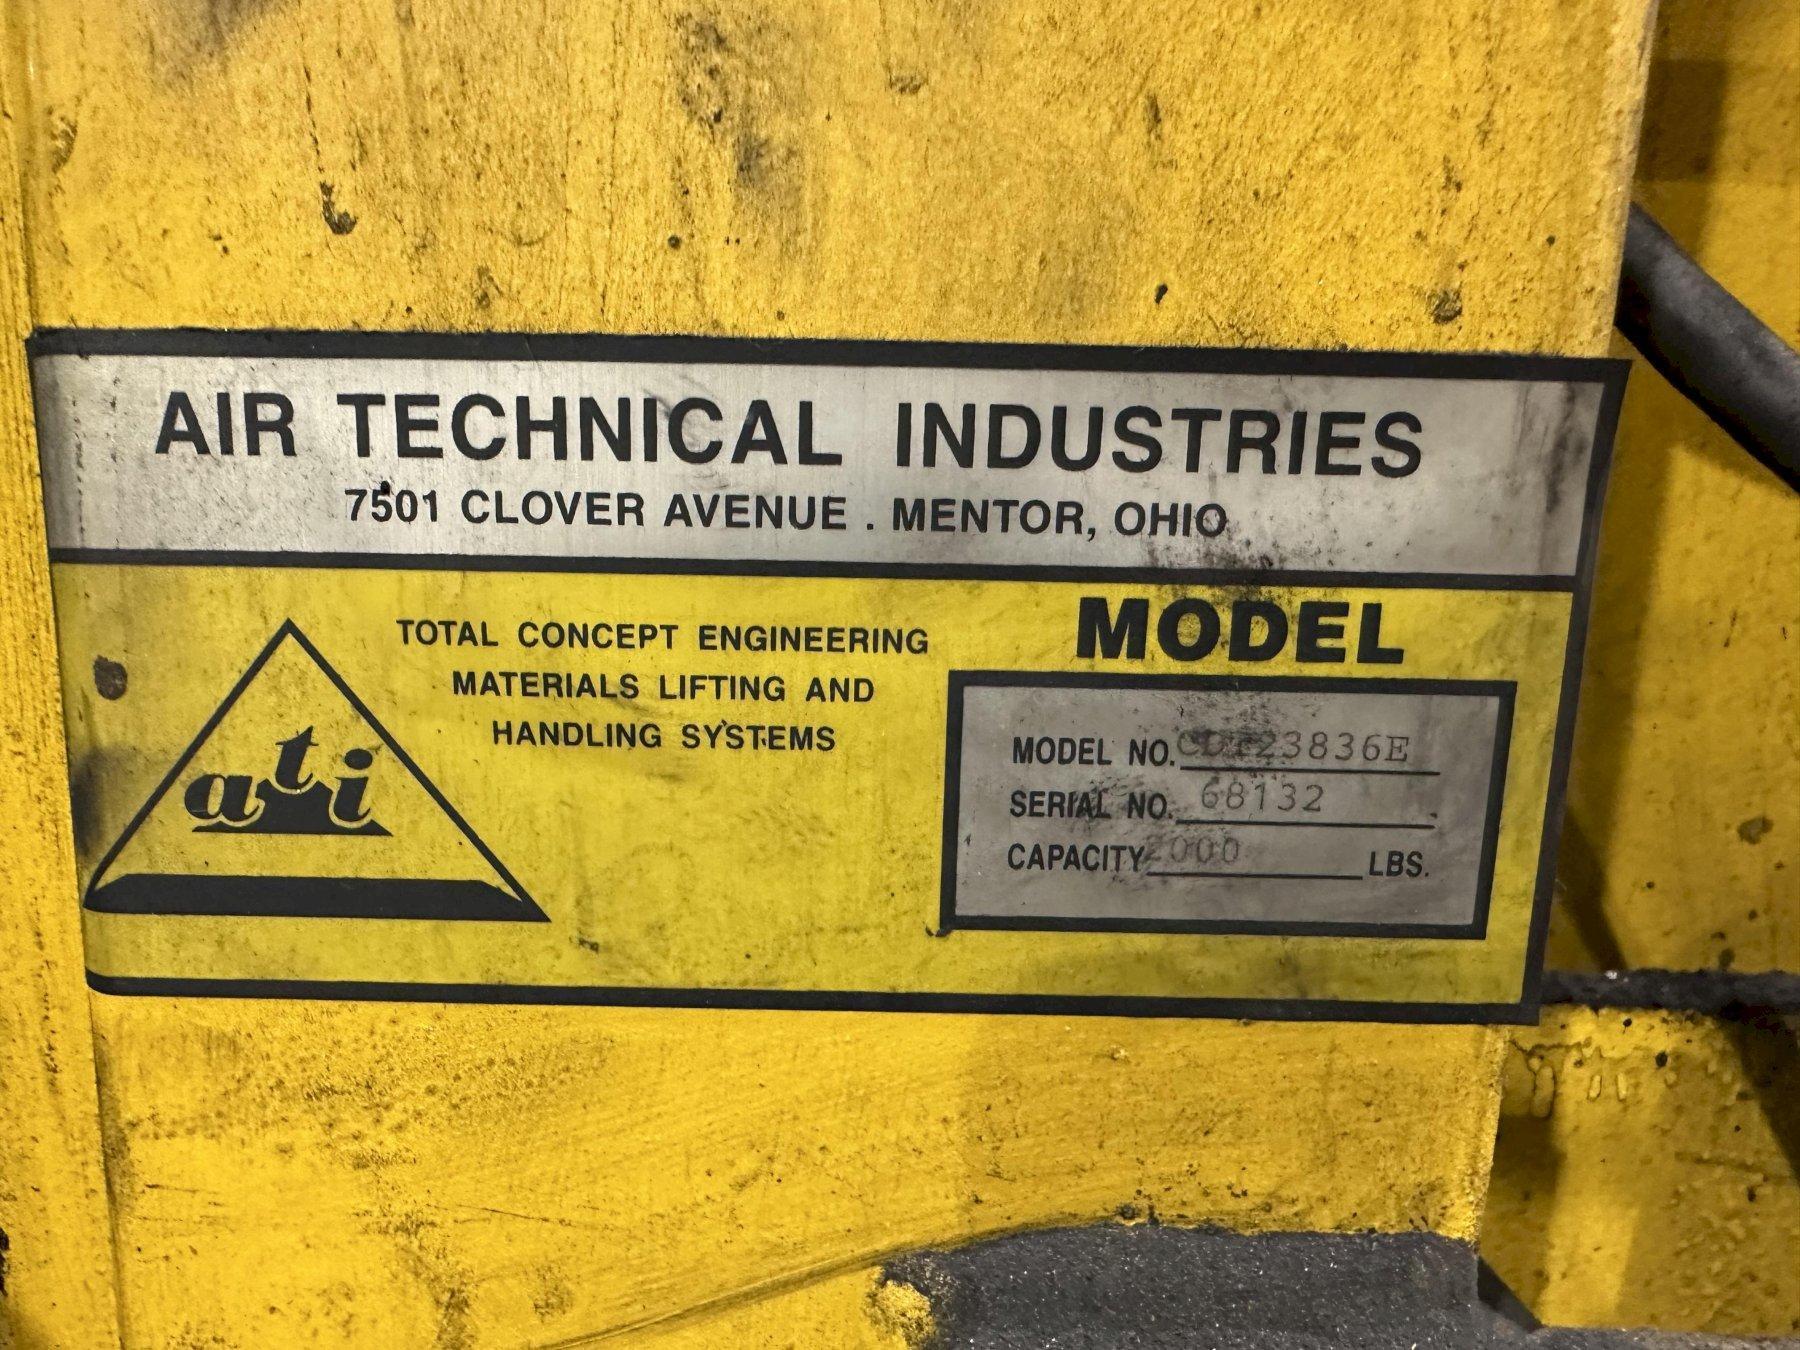 AIR TECHNICAL INDUSTRIES
7501 CLOVER AVENUE . MENTOR, OHIO
TOTAL CONCEPT ENGINEERING
MATERIALS LIFTING AND
HANDLING SYSTEMS
ati
MODEL
MODEL NO.
SERIAL NO. 68132
CAPACITY 2000 LBS.